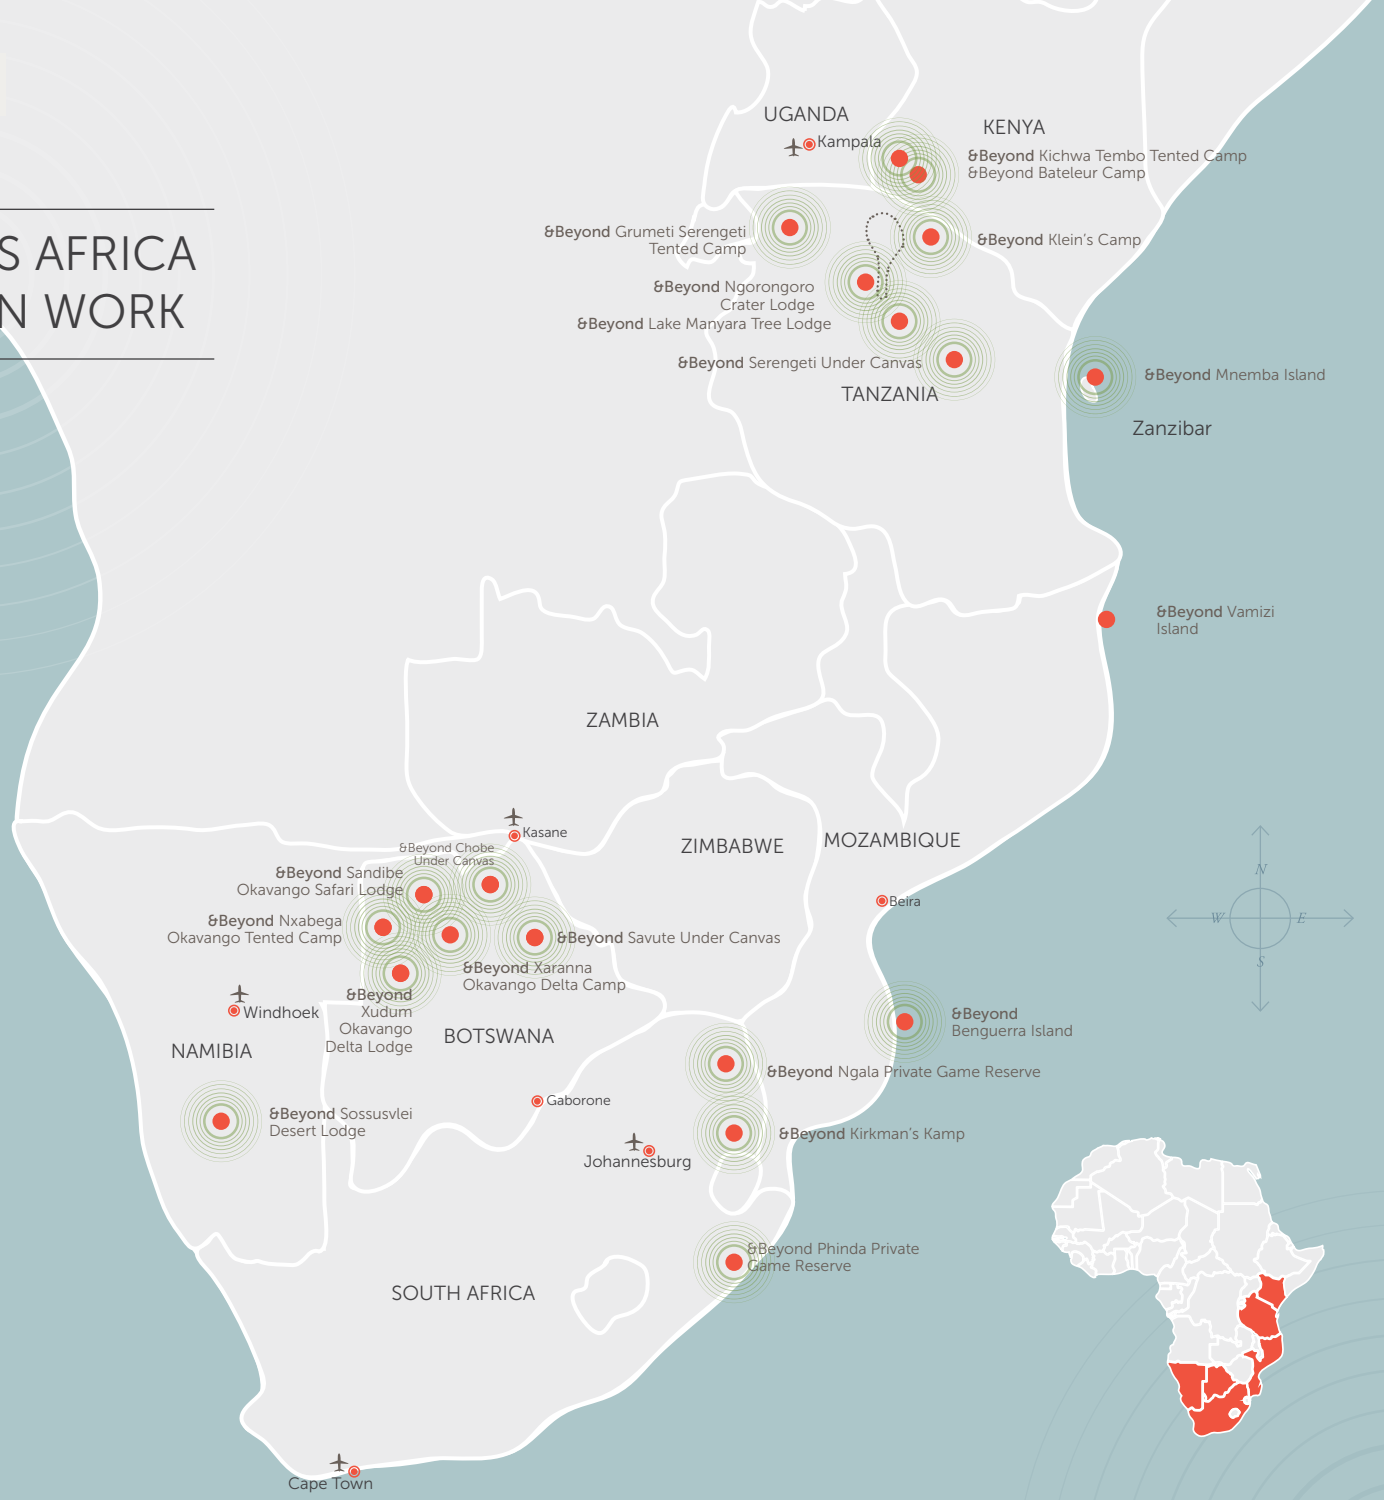 S AFRICA
N WORK
UGANDA
Kampala
KENYA
&Beyond Kichwa Tembo Tented Camp
&Beyond Bateleur Camp
&Beyond Grumeti Serengeti
Tented Camp
&Beyond Klein's Camp
&Beyond Ngorongoro
Crater Lodge
&Beyond Lake Manyara Tree Lodge
&Beyond Serengeti Under Canvas
TANZANIA
&Beyond Mnemba Island
Zanzibar
&Beyond Vamizi
Island
ZAMBIA
Kasane
ZIMBABWE
MOZAMBIQUE
&Beyond Chobe
Under Canvas
&Beyond Sandibe
Okavango Safari Lodge
Beira
&Beyond Nxabega
Okavango Tented Camp
&Beyond Savute Under Canvas
&Beyond Xaranna
Okavango Delta Camp
&Beyond
Xudum
Okavango
Delta Lodge
Windhoek
NAMIBIA
BOTSWANA
&Beyond
Benguerra Island
&Beyond Ngala Private Game Reserve
Gaborone
&Beyond Sossusvlei
Desert Lodge
&Beyond Kirkman's Kamp
Johannesburg
&Beyond Phinda Private
Game Reserve
SOUTH AFRICA
Cape Town
N
W
E
S